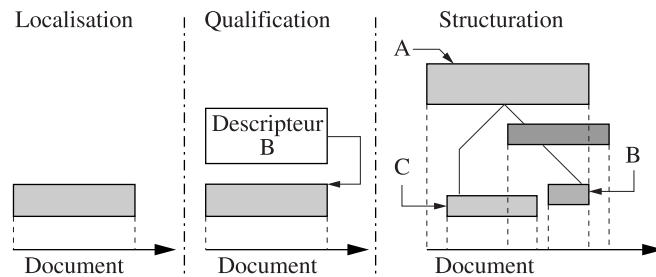 Localisation
Qualification
Structuration
A
Descripteur
B
C
B
Document
Document
Document